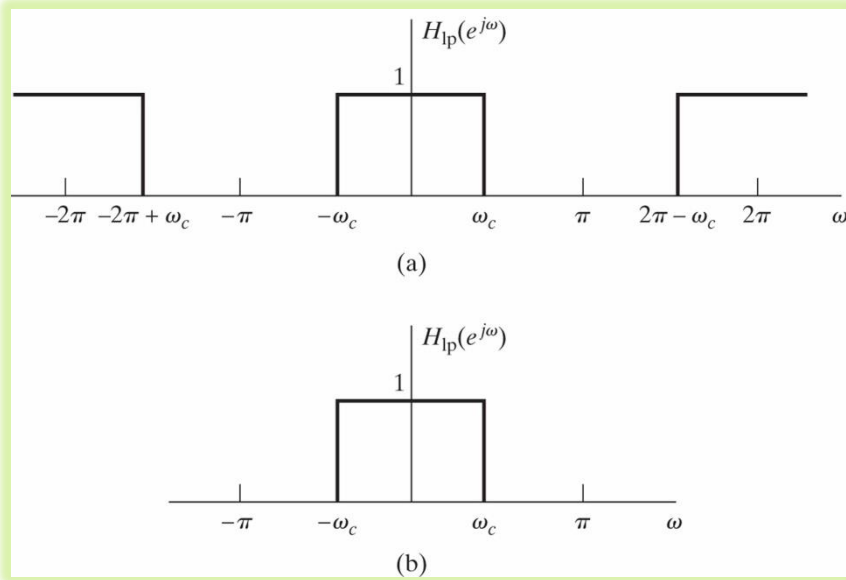 H_lp(e^jω)
1
−2π −2π + ω_c −π −ω_c ω_c π 2π − ω_c 2π ω
(a)
H_lp(e^jω)
1
−π −ω_c ω_c π ω
(b)